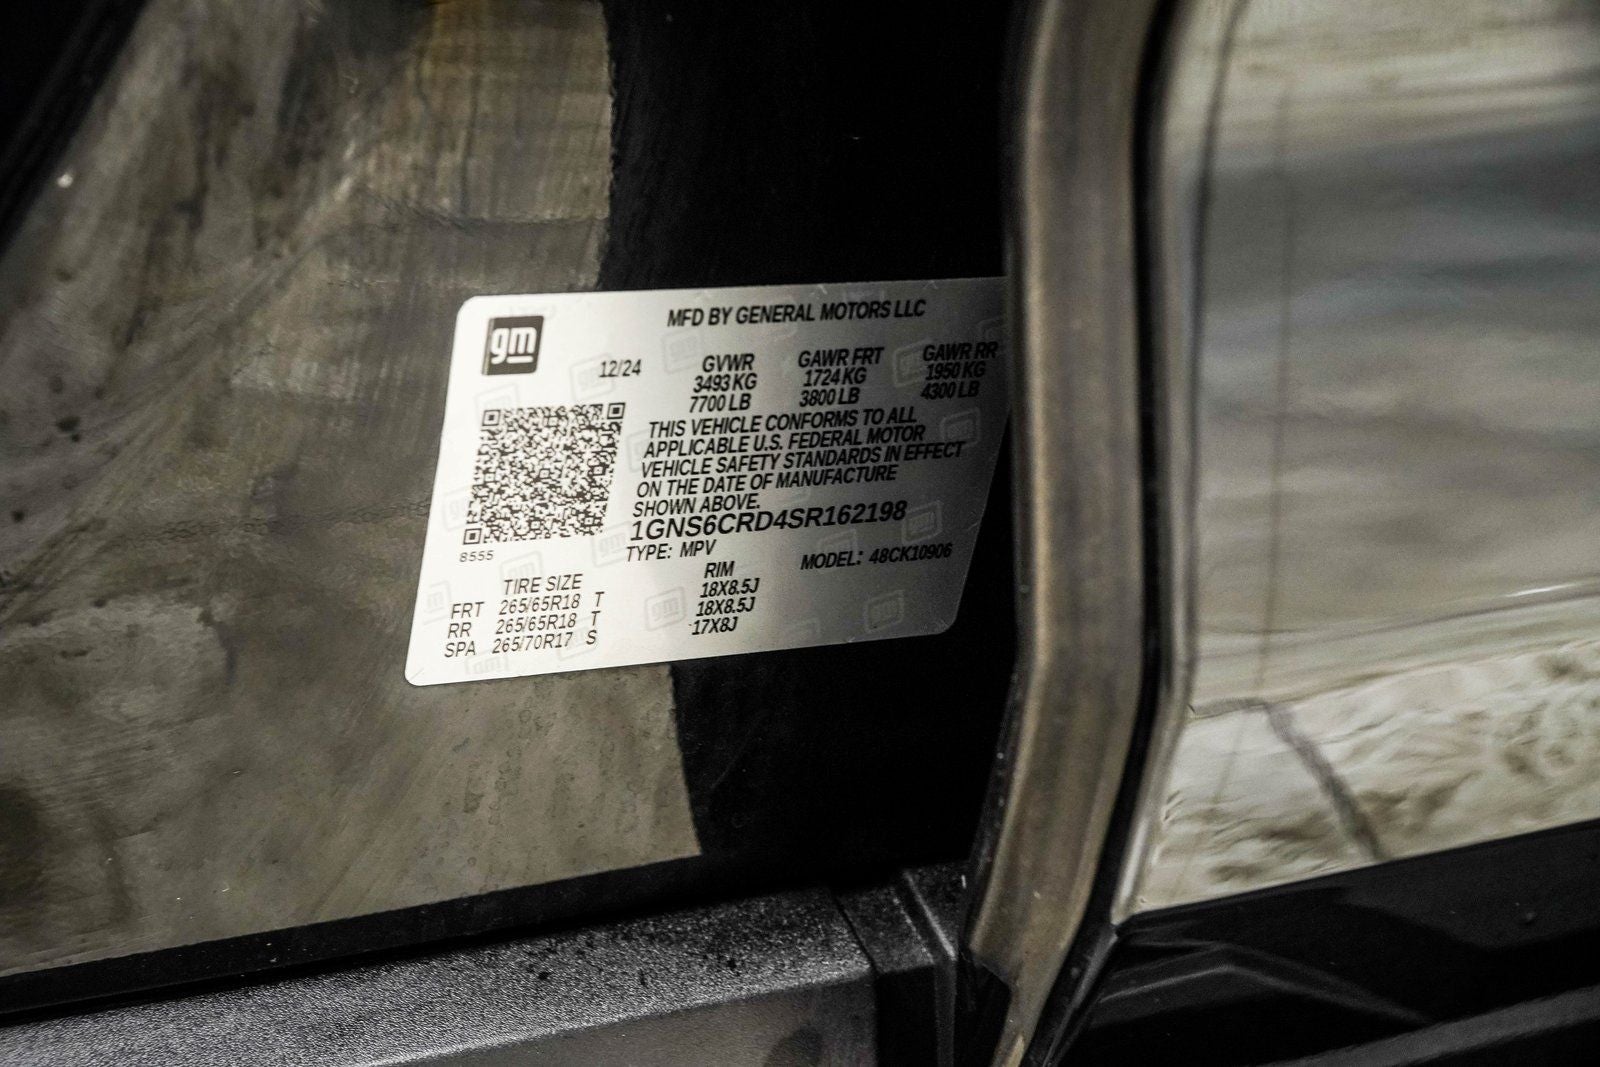 gm
MFD BY GENERAL MOTORS LLC
12/24 GVWR GAWR FRT GAWR RR
3493 KG 1724 KG 1950 KG
7700 LB 3800 LB 4300 LB
THIS VEHICLE CONFORMS TO ALL
APPLICABLE U.S. FEDERAL MOTOR
VEHICLE SAFETY STANDARDS IN EFFECT
ON THE DATE OF MANUFACTURE
SHOWN ABOVE.
1GNS6CRD4SR162198
8555
TYPE: MPV MODEL: 48CK10906
TIRE SIZE RIM
FRT 265/65R18 T 18X8.5J
RR 265/65R18 T 18X8.5J
SPA 265/70R17 S 17X8J